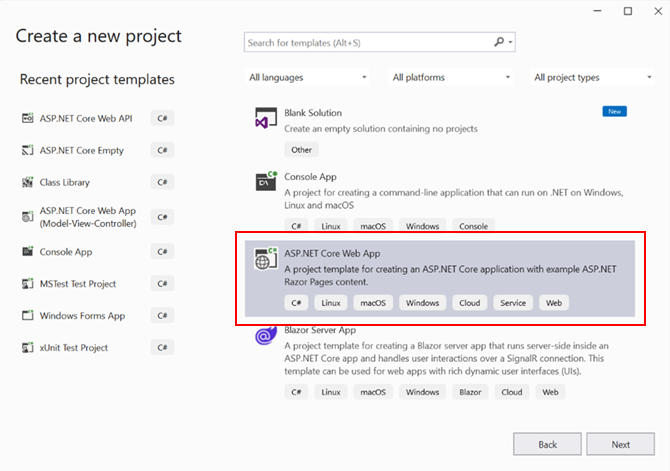 Create a new project
Search for templates (Alt+S)
Recent project templates
All languages
All platforms
All project types
ASP.NET Core Web API
C#
ASP.NET Core Empty
C#
Class Library
C#
ASP.NET Core Web App
(Model-View-Controller)
C#
Console App
C#
MSTest Test Project
C#
Windows Forms App
C#
xUnit Test Project
C#
Blank Solution
New
Create an empty solution containing no projects
Other
Console App
A project for creating a command-line application that can run on .NET on Windows,
Linux and macOS
C# Linux macOS Windows Console
ASP.NET Core Web App
A project template for creating an ASP.NET Core application with example ASP.NET
Razor Pages content.
C# Linux macOS Windows Cloud Service Web
Blazor Server App
A project template for creating a Blazor server app that runs server-side inside an
ASP.NET Core app and handles user interactions over a SignalR connection. This
template can be used for web apps with rich dynamic user interfaces (UIs).
C# Linux macOS Windows Blazor Cloud Web
Back
Next